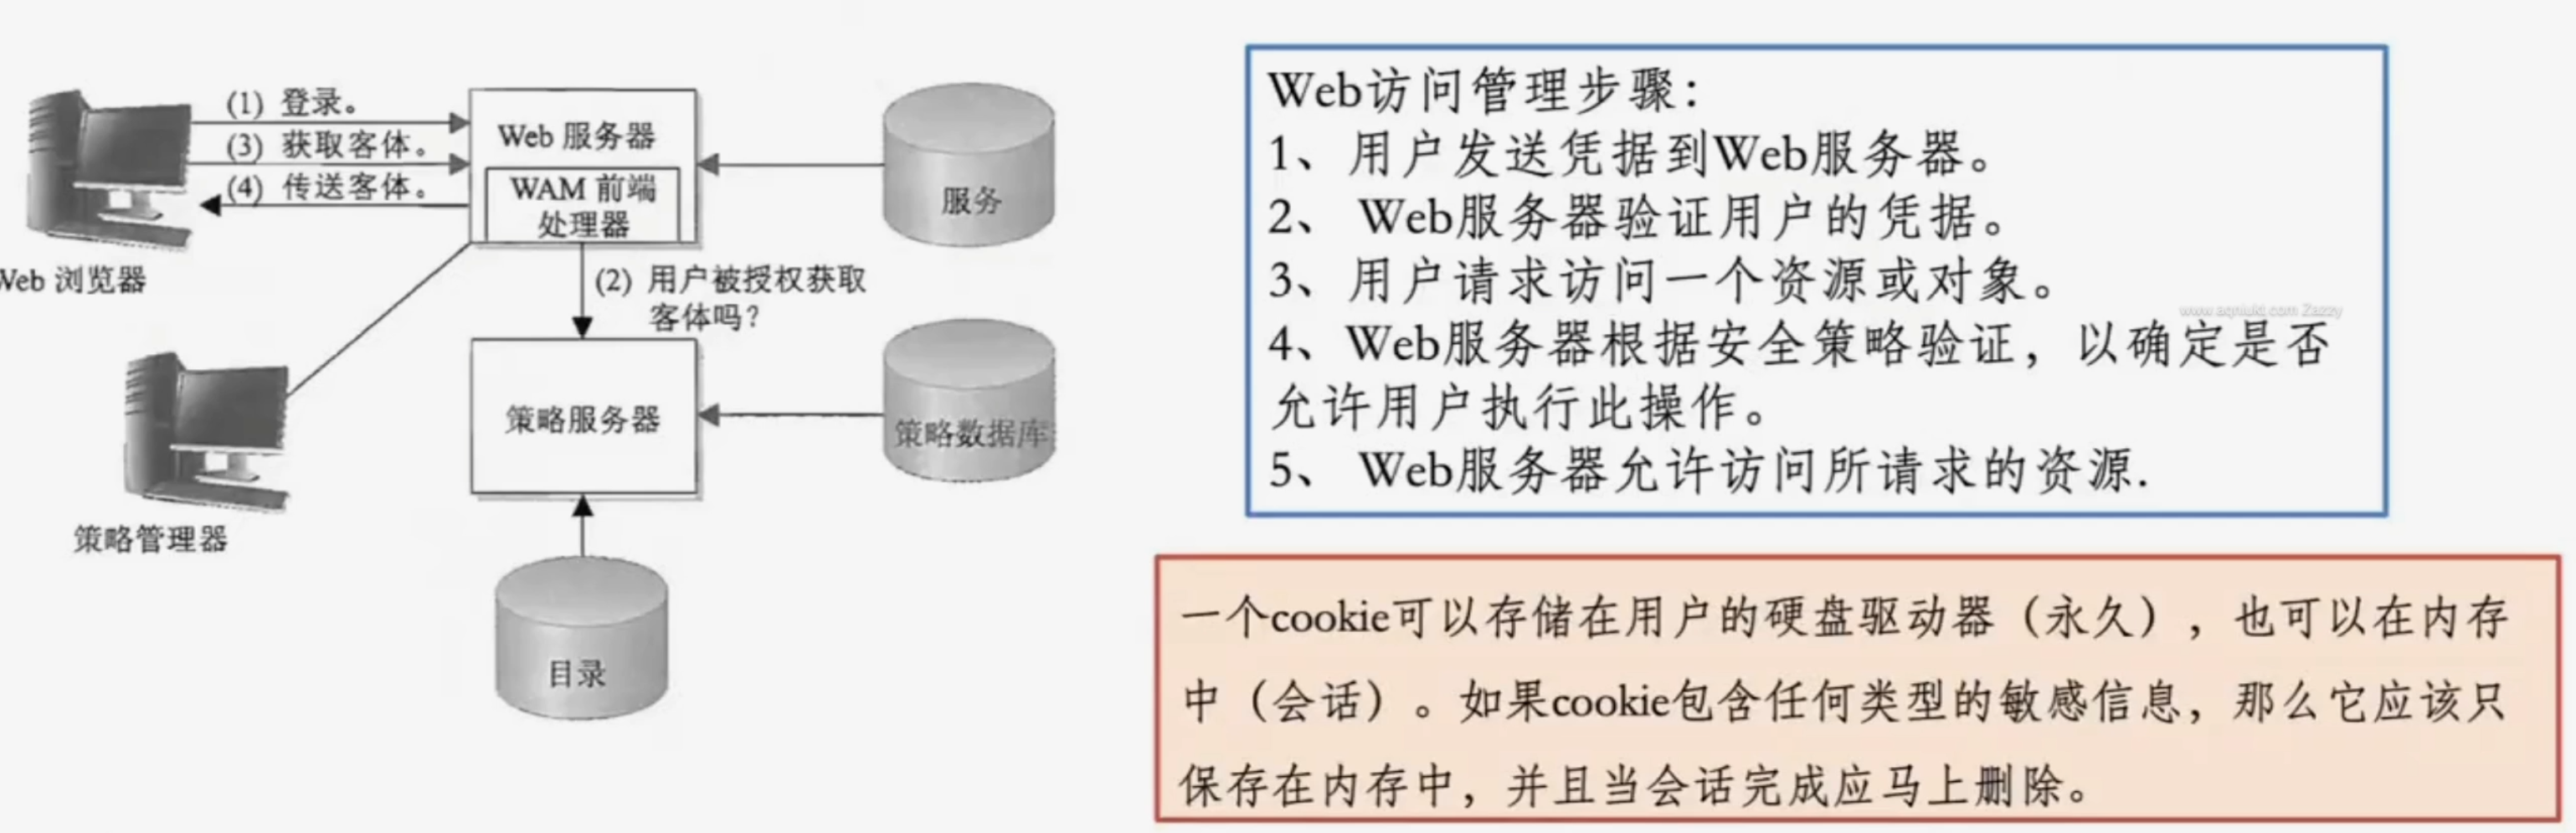 (1) 登录。
(3) 获取客体。
(4) 传送客体。
Web 服务器
WAM 前端
处理器
服务
Web 浏览器
(2) 用户被授权获取
客体吗?
策略服务器
策略数据库
策略管理器
目录
Web访问管理步骤：
1、用户发送凭据到Web服务器。
2、 Web服务器验证用户的凭据。
3、用户请求访问一个资源或对象。
4、Web服务器根据安全策略验证，以确定是否
允许用户执行此操作。
5、 Web服务器允许访问所请求的资源.
一个cookie可以存储在用户的硬盘驱动器（永久），也可以在内存
中（会话）。如果cookie包含任何类型的敏感信息，那么它应该只
保存在内存中，并且当会话完成应马上删除。